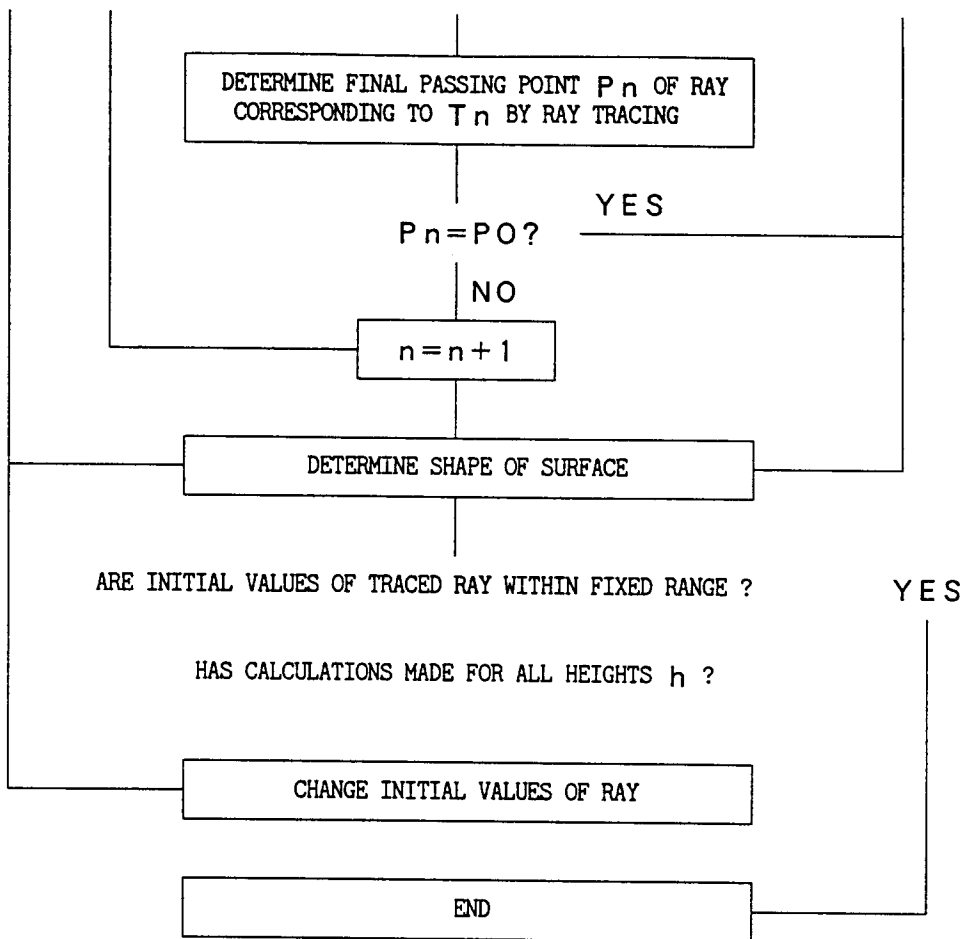 DETERMINE FINAL PASSING POINT Pn OF RAY
CORRESPONDING TO Tn BY RAY TRACING
YES
Pn=PO?
NO
n=n+1
DETERMINE SHAPE OF SURFACE
ARE INITIAL VALUES OF TRACED RAY WITHIN FIXED RANGE ?
YES
HAS CALCULATIONS MADE FOR ALL HEIGHTS h ?
CHANGE INITIAL VALUES OF RAY
END